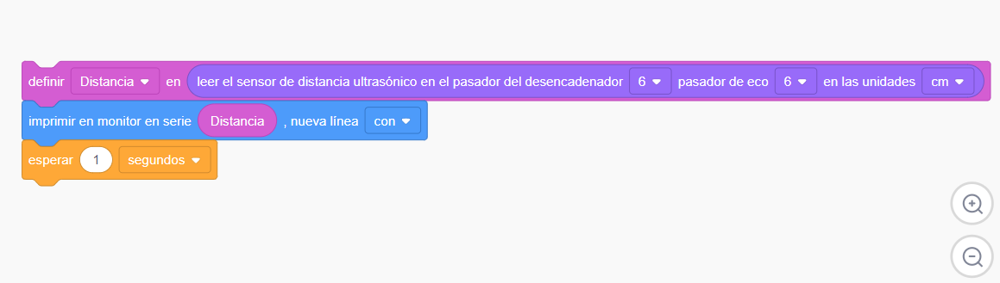 definir Distancia en leer el sensor de distancia ultrasónico en el pasador del desencadenador 6 pasador de eco 6 en las unidades cm
imprimir en monitor en serie Distancia , nueva línea con
esperar 1 segundos